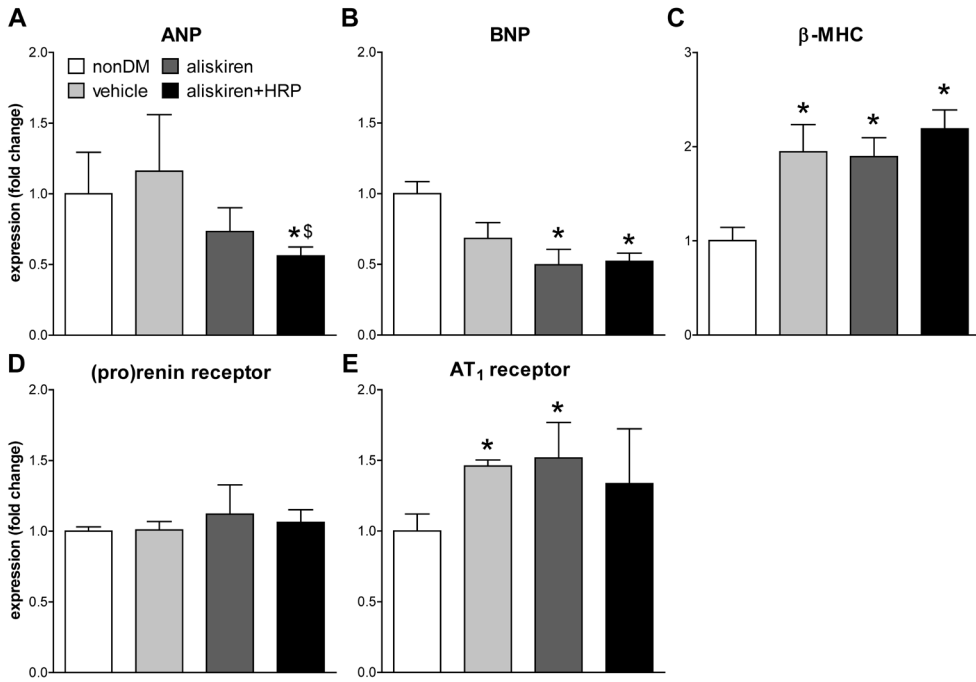 A
ANP
expression (fold change)
2.0
1.5
1.0
0.5
0.0
nonDM
aliskiren
vehicle
aliskiren+HRP
*$
B
BNP
2.0
1.5
1.0
0.5
0.0
*
*
C
β-MHC
3
2
1
0
*
*
*
D
(pro)renin receptor
expression (fold change)
2.0
1.5
1.0
0.5
0.0
E
AT₁ receptor
2.0
1.5
1.0
0.5
0.0
*
*